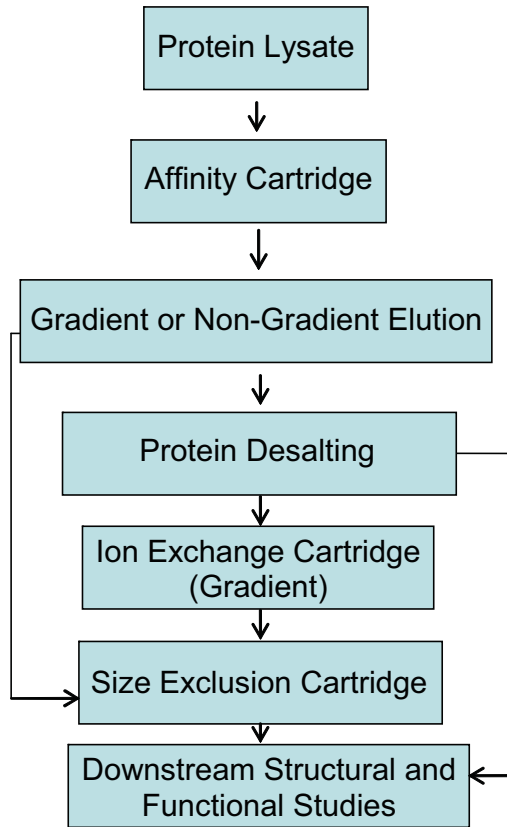 Protein Lysate
Affinity Cartridge
Gradient or Non-Gradient Elution
Protein Desalting
Ion Exchange Cartridge
(Gradient)
Size Exclusion Cartridge
Downstream Structural and
Functional Studies